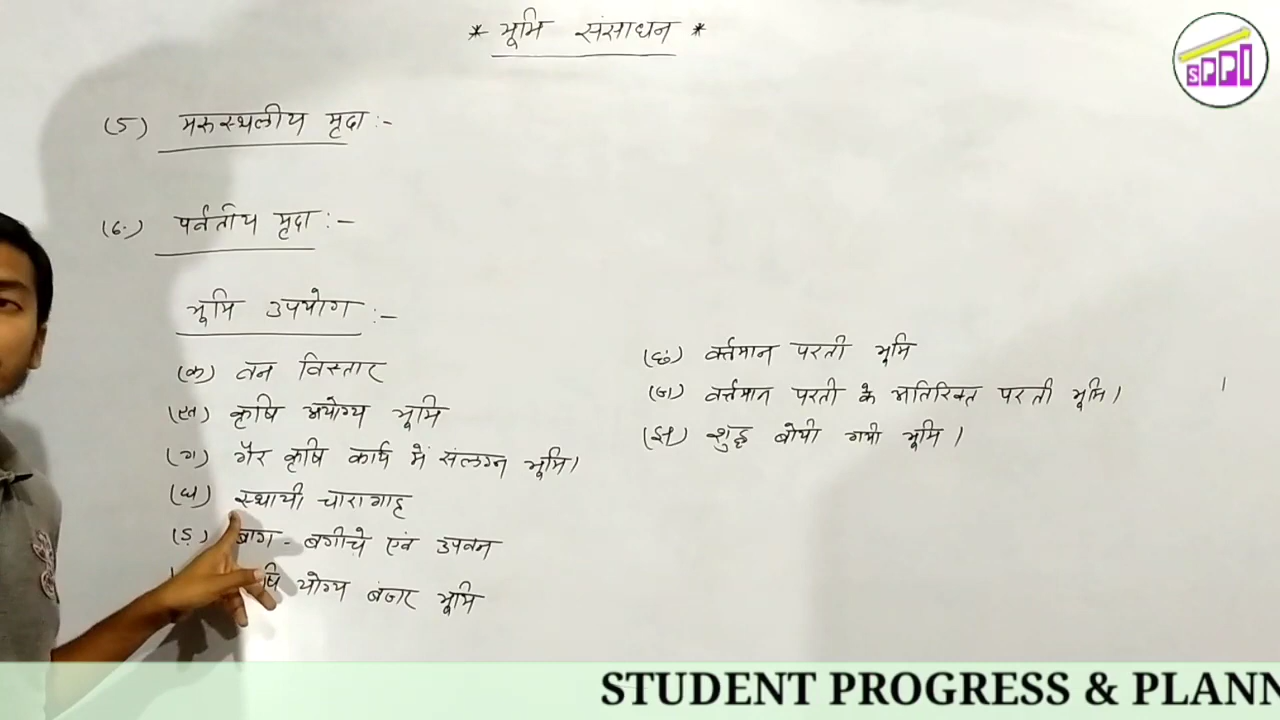 * भूमि संसाधन *
SPPI
(5) मरुस्थलीय मृदा :-
(6.) पर्वतीय मृदा :-
भूमि उपयोग :-
(क) वन विस्तार
(ख) कृषि अयोग्य भूमि
(ग) गैर कृषि कार्य में संलग्न भूमि।
(घ) स्थायी चारागाह
(ङ) बाग - बगीचे एवं उपवन
योग्य बंजर भूमि
(छ) वर्त्तमान परती भूमि
(ज) वर्त्तमान परती के अतिरिक्त परती भूमि।
(झ) शुद्ध बोयी गयी भूमि।
STUDENT PROGRESS & PLANN